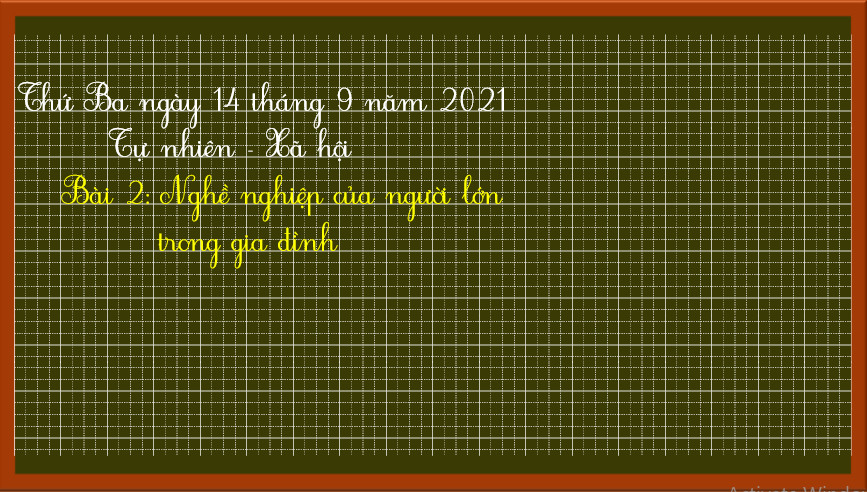 Thứ Ba ngày 14 tháng 9 năm 2021
Tự nhiên - Xã hội
Bài 2: Nghề nghiệp của người lớn
trong gia đình